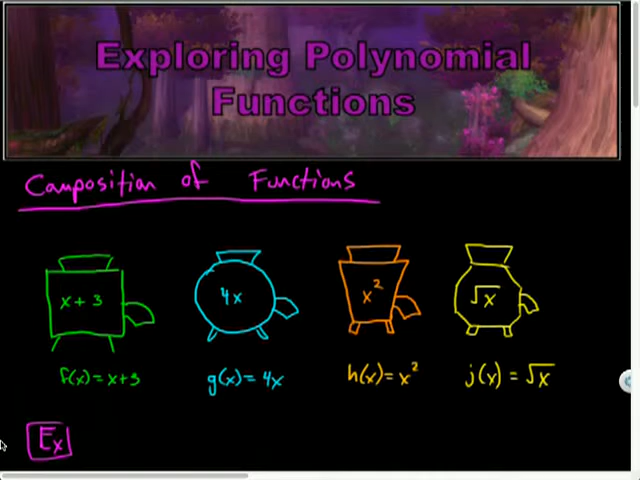 Exploring Polynomial
Functions
Composition of Functions
x + 3
4x
x²
√x
f(x) = x+3
g(x) = 4x
h(x) = x²
j(x) = √x
Ex